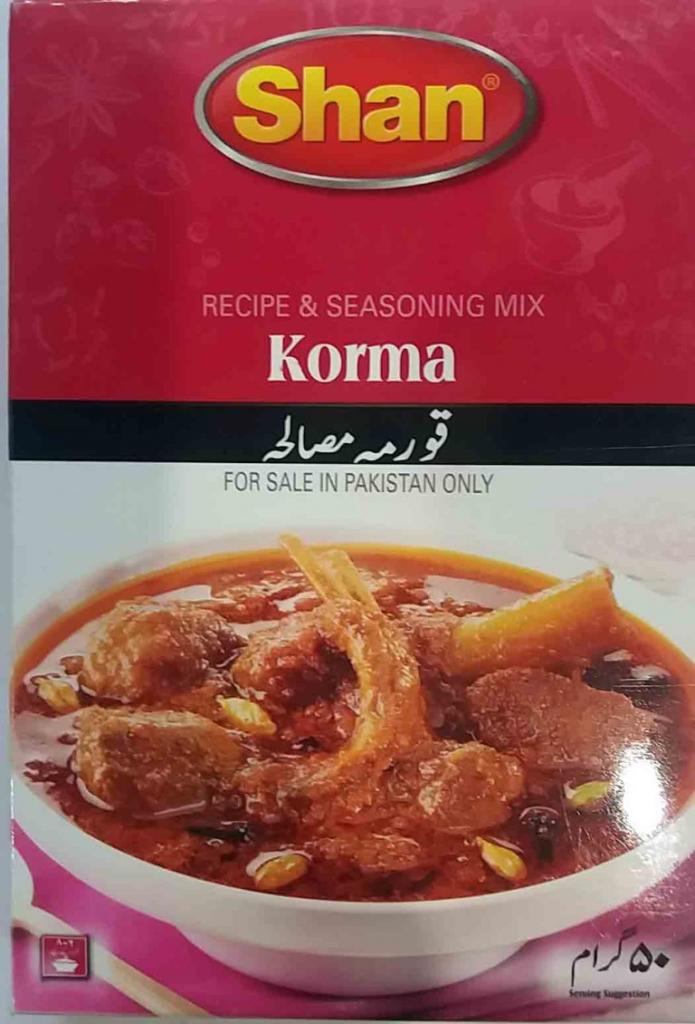 Shan®
RECIPE & SEASONING MIX
Korma
قورمہ مصالحہ
FOR SALE IN PAKISTAN ONLY
۵۰ گرام
Serving Suggestion